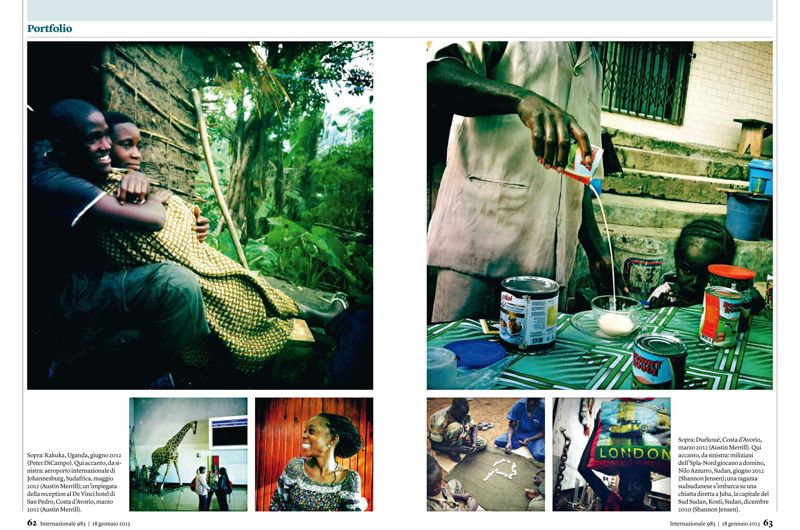 Portfolio
Sopra: Kakuka, Uganda, giugno 2012
(Peter DiCampo). Qui accanto, da si-
nistra: aeroporto internazionale di
Johannesburg, Sudafrica, maggio
2012 (Austin Merrill); un'impiegata
della reception al De Vinci hotel di
San Pedro, Costa d'Avorio, marzo
2012 (Austin Merrill).
62 Internazionale 983 | 18 gennaio 2013
LONDON
Sopra: Duékoué, Costa d'Avorio,
marzo 2012 (Austin Merrill). Qui
accanto, da sinistra: miliziani
dell'Spla-Nord giocano a domino,
Nilo Azzurro, Sudan, giugno 2012
(Shannon Jensen); una ragazza
sudsudanese s'imbarca su una
chiatta diretta a Juba, la capitale del
Sud Sudan, Kosti, Sudan, dicembre
2010 (Shannon Jensen).
Internazionale 983 | 18 gennaio 2013 63